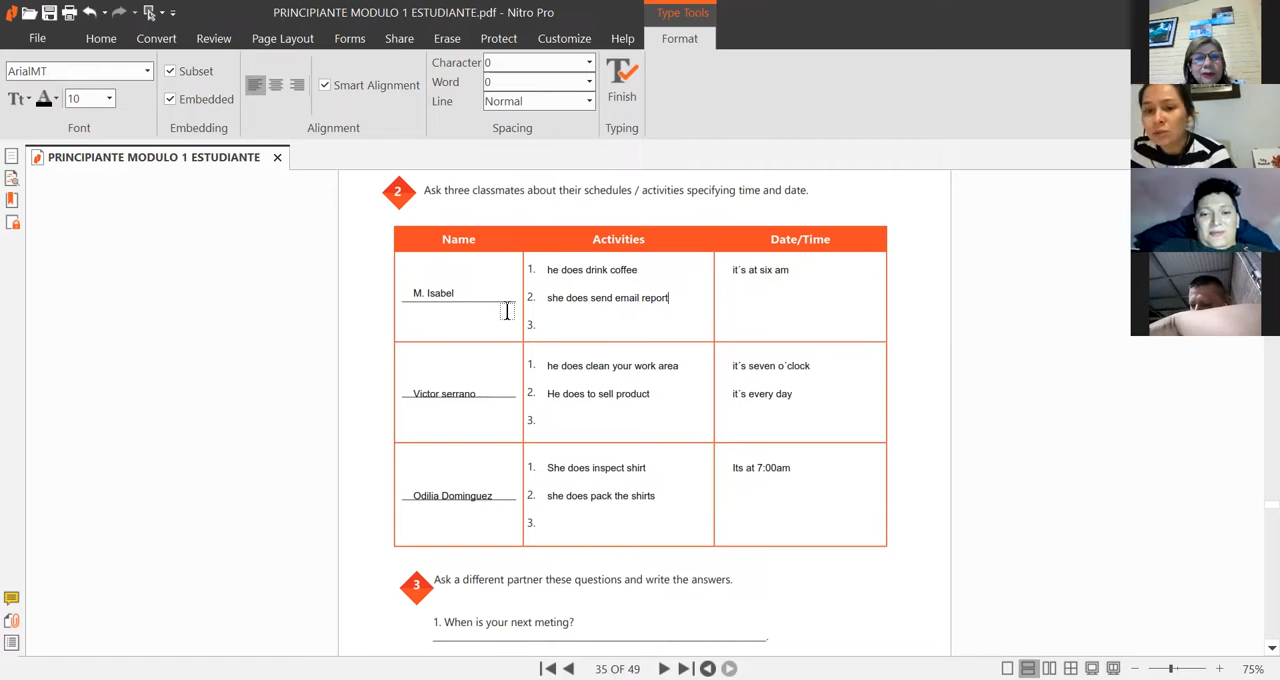 PRINCIPIANTE MODULO 1 ESTUDIANTE.pdf - Nitro Pro
Type Tools
File Home Convert Review Page Layout Forms Share Erase Protect Customize Help Format
ArialMT
Tt A 10
Subset
Embedded
Smart Alignment
Character 0
Word 0
Line Normal
Finish
Font Embedding Alignment Spacing Typing
PRINCIPIANTE MODULO 1 ESTUDIANTE
2 Ask three classmates about their schedules / activities specifying time and date.
Name Activities Date/Time
1. he does drink coffee it´s at six am
M. Isabel
2. she does send email report
3.
1. he does clean your work area it´s seven o´clock
Victor serrano 2. He does to sell product it´s every day
3.
1. She does inspect shirt Its at 7:00am
Odilia Dominguez 2. she does pack the shirts
3.
3 Ask a different partner these questions and write the answers.
1. When is your next meting?
35 OF 49
75%